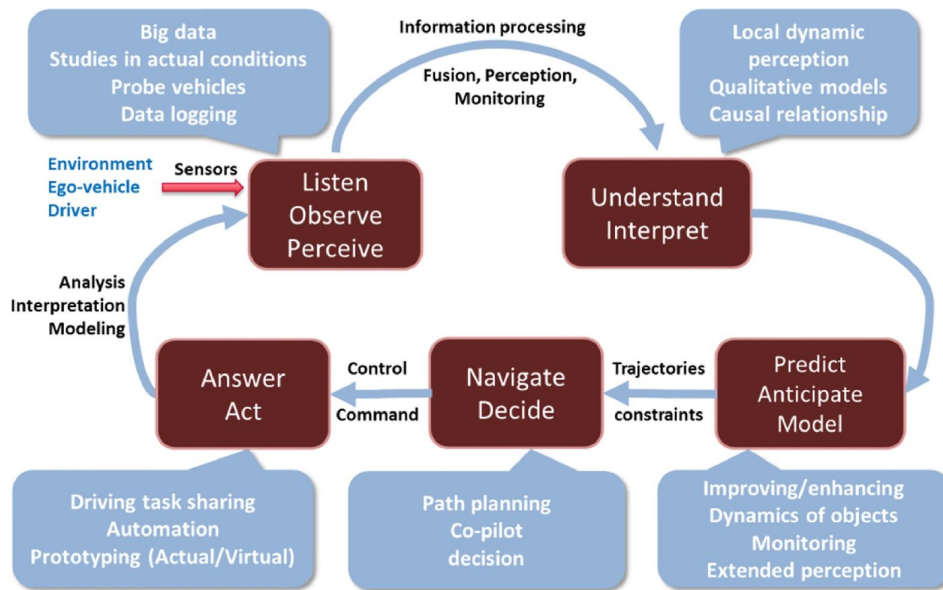 Big data
Studies in actual conditions
Probe vehicles
Data logging
Information processing
Fusion, Perception,
Monitoring
Local dynamic
perception
Qualitative models
Causal relationship
Environment
Ego-vehicle
Driver
Sensors
Listen
Observe
Perceive
Understand
Interpret
Analysis
Interpretation
Modeling
Answer
Act
Control
Command
Navigate
Decide
Trajectories
constraints
Predict
Anticipate
Model
Driving task sharing
Automation
Prototyping (Actual/Virtual)
Path planning
Co-pilot
decision
Improving/enhancing
Dynamics of objects
Monitoring
Extended perception